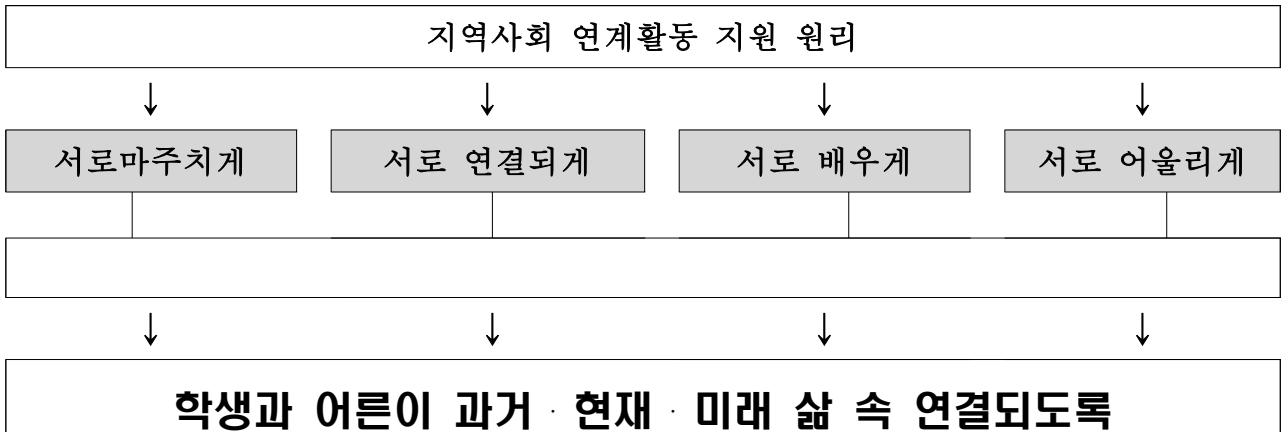 지역사회 연계활동 지원 원리
↓ ↓ ↓ ↓
서로마주치게 서로 연결되게 서로 배우게 서로 어울리게
↓ ↓ ↓ ↓
학생과 어른이 과거 · 현재 · 미래 삶 속 연결되도록